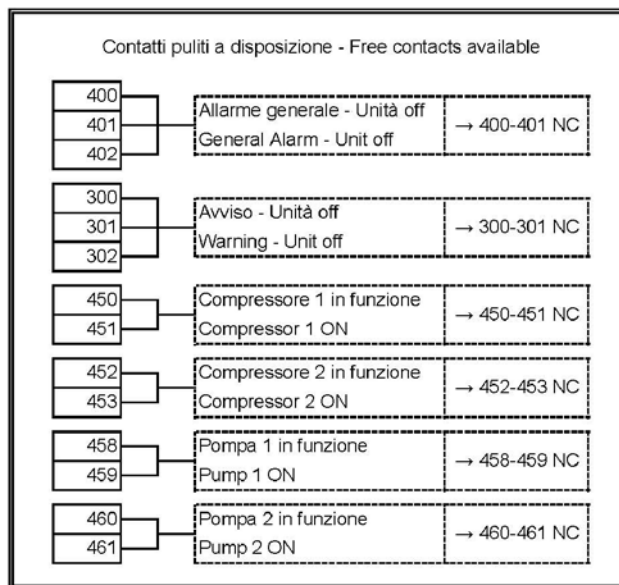 Contatti puliti a disposizione - Free contacts available
400
401
402
Allarme generale - Unità off
General Alarm - Unit off
→ 400-401 NC
300
301
302
Avviso - Unità off
Warning - Unit off
→ 300-301 NC
450
451
Compressore 1 in funzione
Compressor 1 ON
→ 450-451 NC
452
453
Compressore 2 in funzione
Compressor 2 ON
→ 452-453 NC
458
459
Pompa 1 in funzione
Pump 1 ON
→ 458-459 NC
460
461
Pompa 2 in funzione
Pump 2 ON
→ 460-461 NC